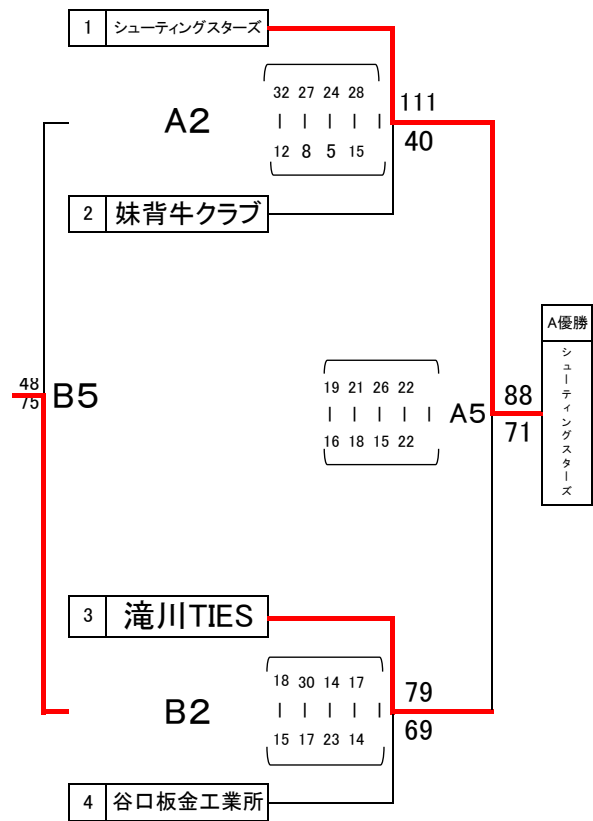 1 シューティングスターズ
32 27 24 28
A2
| | | | |
111
40
12 8 5 15
2 妹背牛クラブ
A優勝
シューティングスターズ
48
75
B5
19 21 26 22
| | | | |
A5
88
71
16 18 15 22
3 滝川TIES
18 30 14 17
B2
| | | | |
79
69
15 17 23 14
4 谷口板金工業所